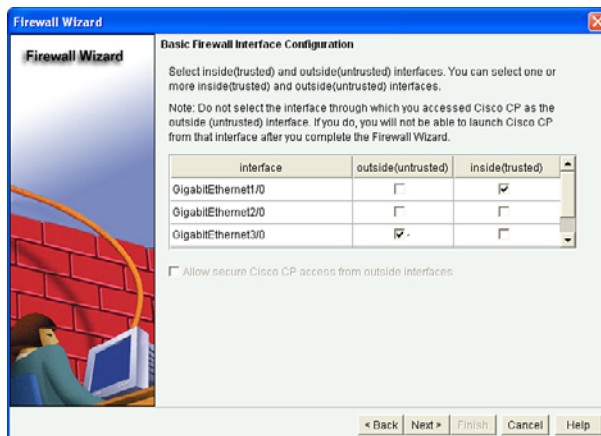 Firewall Wizard
Firewall Wizard
Basic Firewall Interface Configuration
Select inside(trusted) and outside(untrusted) interfaces. You can select one or
more inside(trusted) and outside(untrusted) interfaces.
Note: Do not select the interface through which you accessed Cisco CP as the
outside (untrusted) interface. If you do, you will not be able to launch Cisco CP
from that interface after you complete the Firewall Wizard.
interface outside(untrusted) inside(trusted)
GigabitEthernet1/0
GigabitEthernet2/0
GigabitEthernet3/0
Allow secure Cisco CP access from outside interfaces
< Back Next > Finish Cancel Help